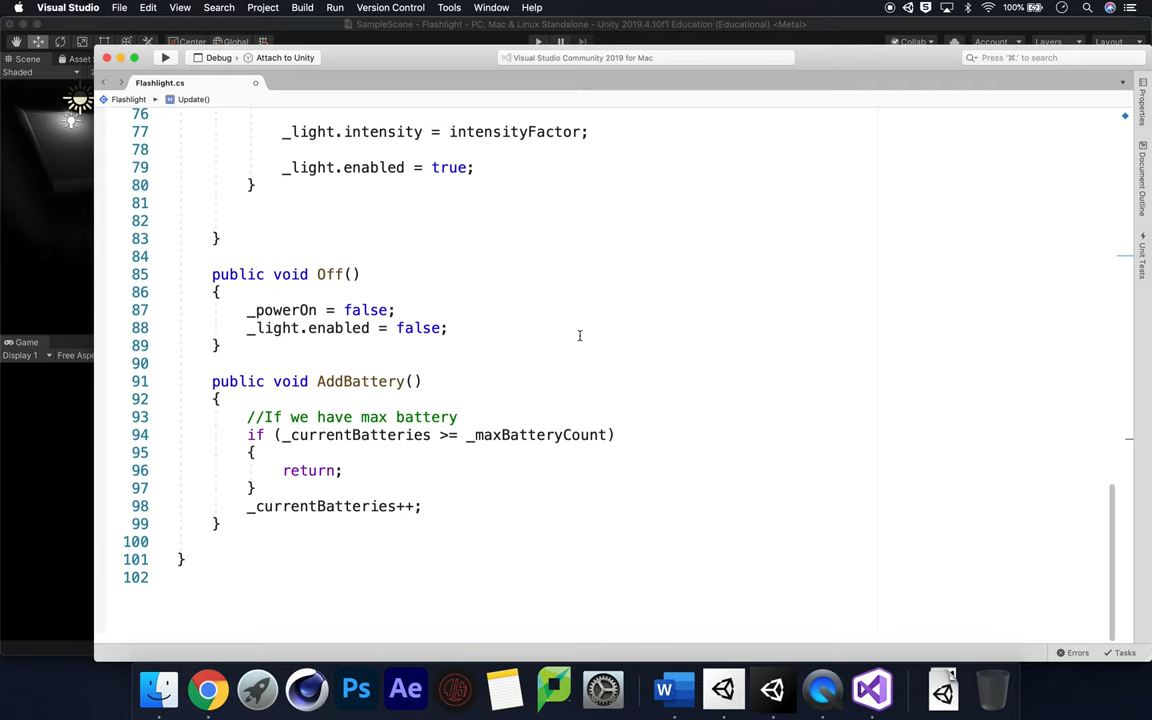 Visual Studio File Edit View Search Project Build Run Version Control Tools Window Help 100%
SampleScene - Flashlight - PC, Mac & Linux Standalone - Unity 2019.4.10f1 Education (Educational) <Metal>
Center Global Collab Account Layers Layout
Debug Attach to Unity Visual Studio Community 2019 for Mac Press '⌘.' to search
Scene Asset
Shaded
Flashlight.cs
Flashlight Update()
Properties
Document Outline
Unit Tests
Game
Display 1 Free Aspe
76
77 _light.intensity = intensityFactor;
78
79 _light.enabled = true;
80 }
81
82
83 }
84
85 public void Off()
86 {
87 _powerOn = false;
88 _light.enabled = false;
89 }
90
91 public void AddBattery()
92 {
93 //If we have max battery
94 if (_currentBatteries >= _maxBatteryCount)
95 {
96 return;
97 }
98 _currentBatteries++;
99 }
100
101 }
102
Errors Tasks
Ps Ae W